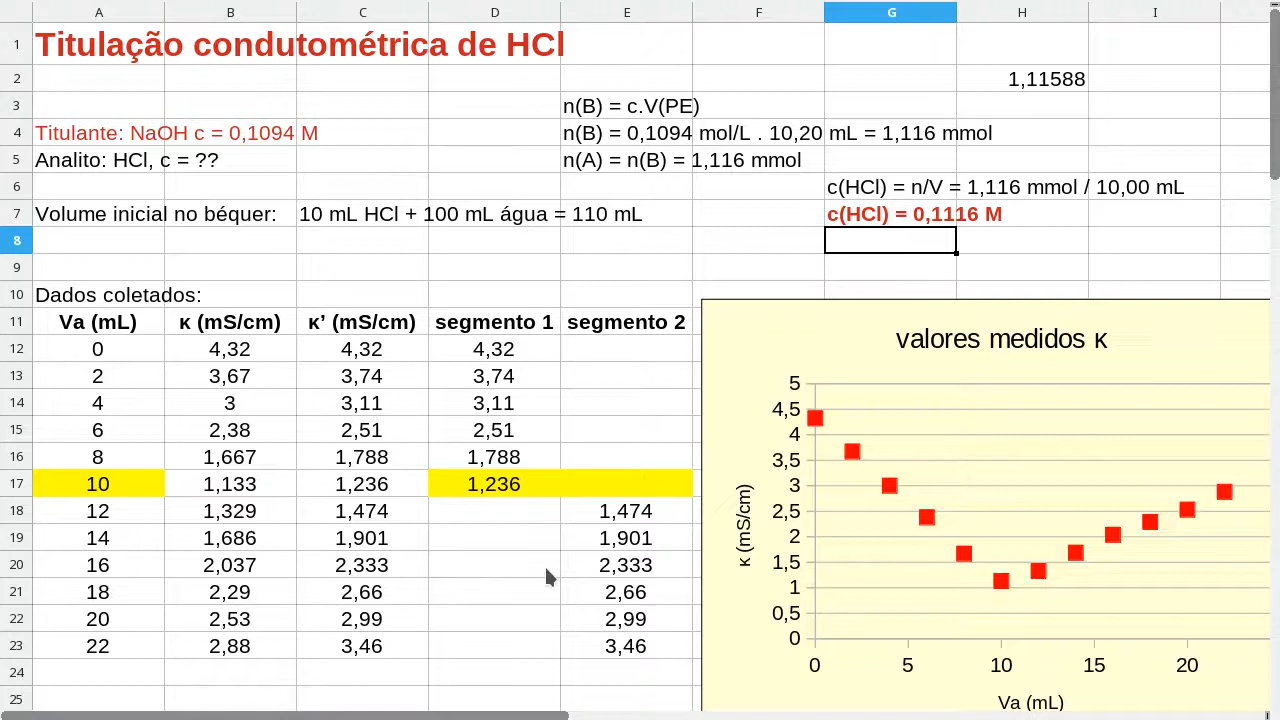 A B C D E F G H I
1 Titulação condutométrica de HCl
2 1,11588
3 n(B) = c.V(PE)
4 Titulante: NaOH c = 0,1094 M n(B) = 0,1094 mol/L . 10,20 mL = 1,116 mmol
5 Analito: HCl, c = ?? n(A) = n(B) = 1,116 mmol
6 c(HCl) = n/V = 1,116 mmol / 10,00 mL
7 Volume inicial no béquer: 10 mL HCl + 100 mL água = 110 mL c(HCl) = 0,1116 M
8
9
10 Dados coletados:
11 Va (mL) κ (mS/cm) κ’ (mS/cm) segmento 1 segmento 2
12 0 4,32 4,32 4,32
13 2 3,67 3,74 3,74
14 4 3 3,11 3,11
15 6 2,38 2,51 2,51
16 8 1,667 1,788 1,788
17 10 1,133 1,236 1,236
18 12 1,329 1,474 1,474
19 14 1,686 1,901 1,901
20 16 2,037 2,333 2,333
21 18 2,29 2,66 2,66
22 20 2,53 2,99 2,99
23 22 2,88 3,46 3,46
24
25
valores medidos κ
5
4,5
4
3,5
3
2,5
2
1,5
1
0,5
0
κ (mS/cm)
0 5 10 15 20
Va (mL)